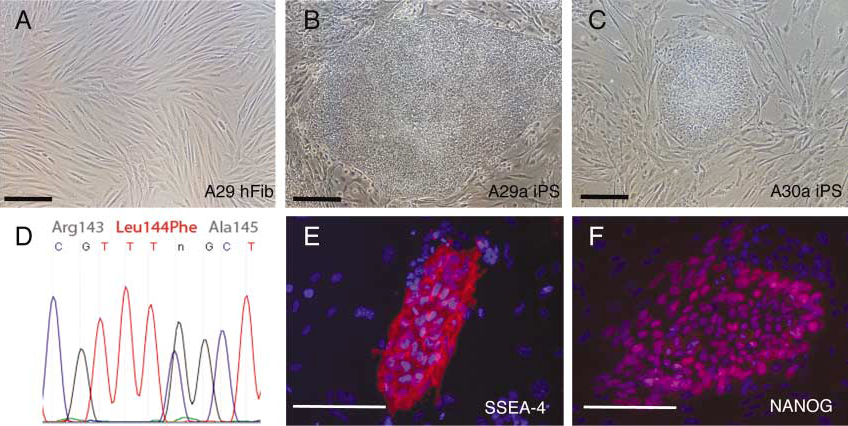 A
A29 hFib
B
A29a iPS
C
A30a iPS
D
Arg143 Leu144Phe Ala145
C G T T T n G C T
E
SSEA-4
F
NANOG